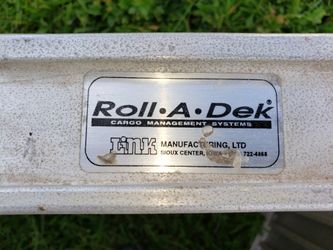 Roll·A·Dek®
CARGO MANAGEMENT SYSTEMS
Link MANUFACTURING, LTD
SIOUX CENTER, IOWA 722-4868